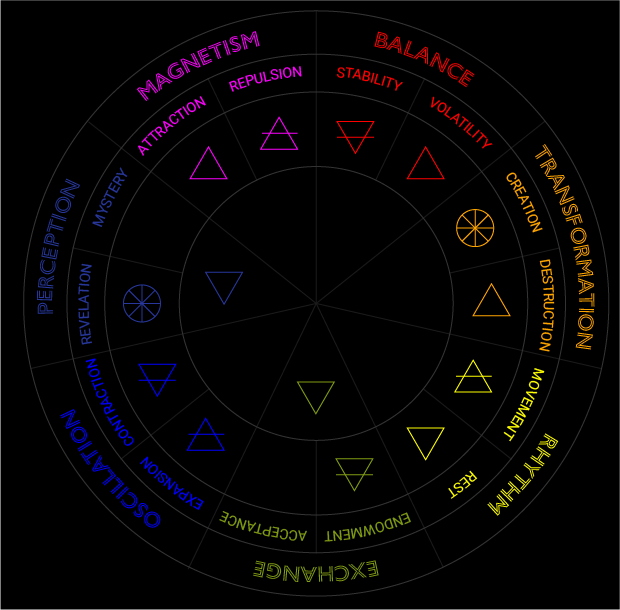 MAGNETISM
BALANCE
REPULSION
STABILITY
ATTRACTION
VOLATILITY
MYSTERY
CREATION
PERCEPTION
TRANSFORMATION
REVELATION
DESTRUCTION
CONTRACTION
MOVEMENT
OSCILLATION
RHYTHM
EXPANSION
REST
ACCEPTANCE
ENDOWMENT
EXCHANGE